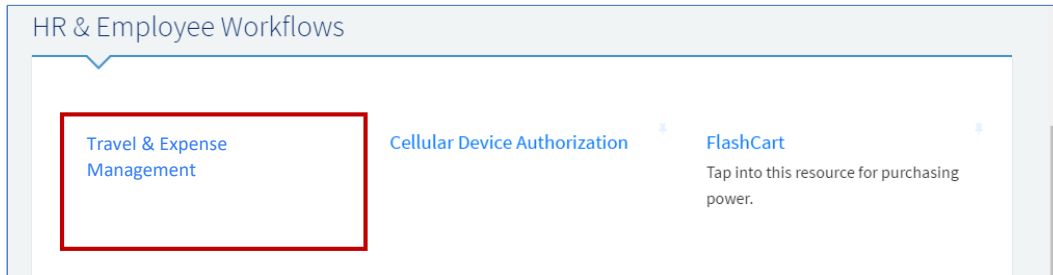 HR & Employee Workflows
Travel & Expense
Management
Cellular Device Authorization
FlashCart
Tap into this resource for purchasing
power.